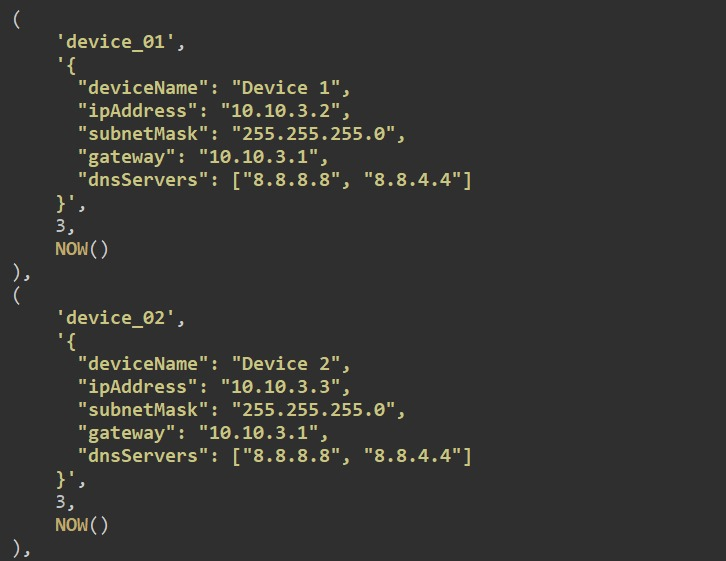 (
    'device_01',
    '{
      "deviceName": "Device 1",
      "ipAddress": "10.10.3.2",
      "subnetMask": "255.255.255.0",
      "gateway": "10.10.3.1",
      "dnsServers": ["8.8.8.8", "8.8.4.4"]
    }',
    3,
    NOW()
),
(
    'device_02',
    '{
      "deviceName": "Device 2",
      "ipAddress": "10.10.3.3",
      "subnetMask": "255.255.255.0",
      "gateway": "10.10.3.1",
      "dnsServers": ["8.8.8.8", "8.8.4.4"]
    }',
    3,
    NOW()
),